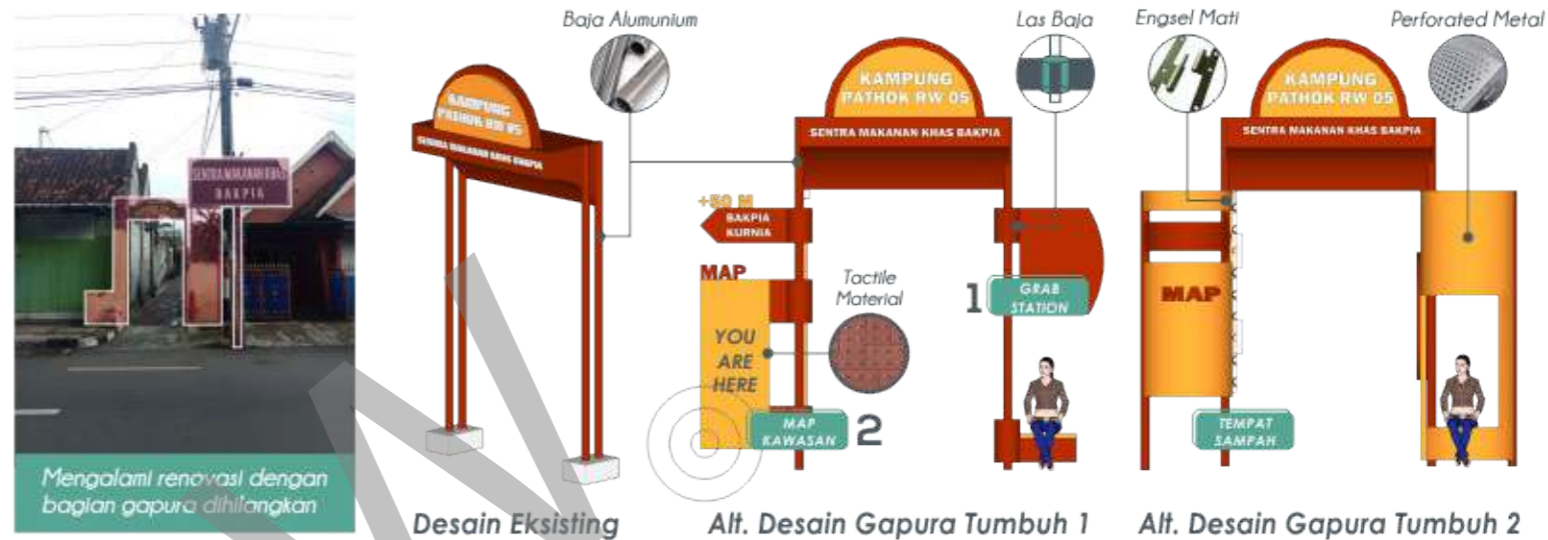 Baja Alumunium
Las Baja
Engsel Mati
Perforated Metal
SENTRA MAKANAN KHAS
BAKPIA
Mengalami renovasi dengan
bagian gapura dihilangkan
KAMPUNG
PATHOK RW 05
SENTRA MAKANAN KHAS BAKPIA
Desain Eksisting
KAMPUNG
PATHOK RW 05
SENTRA MAKANAN KHAS BAKPIA
+50 M
BAKPIA
KURNIA
MAP
YOU
ARE
HERE
Tactile
Material
1
GRAB
STATION
MAP
KAWASAN
2
Alt. Desain Gapura Tumbuh 1
KAMPUNG
PATHOK RW 05
SENTRA MAKANAN KHAS BAKPIA
MAP
TEMPAT
SAMPAH
Alt. Desain Gapura Tumbuh 2